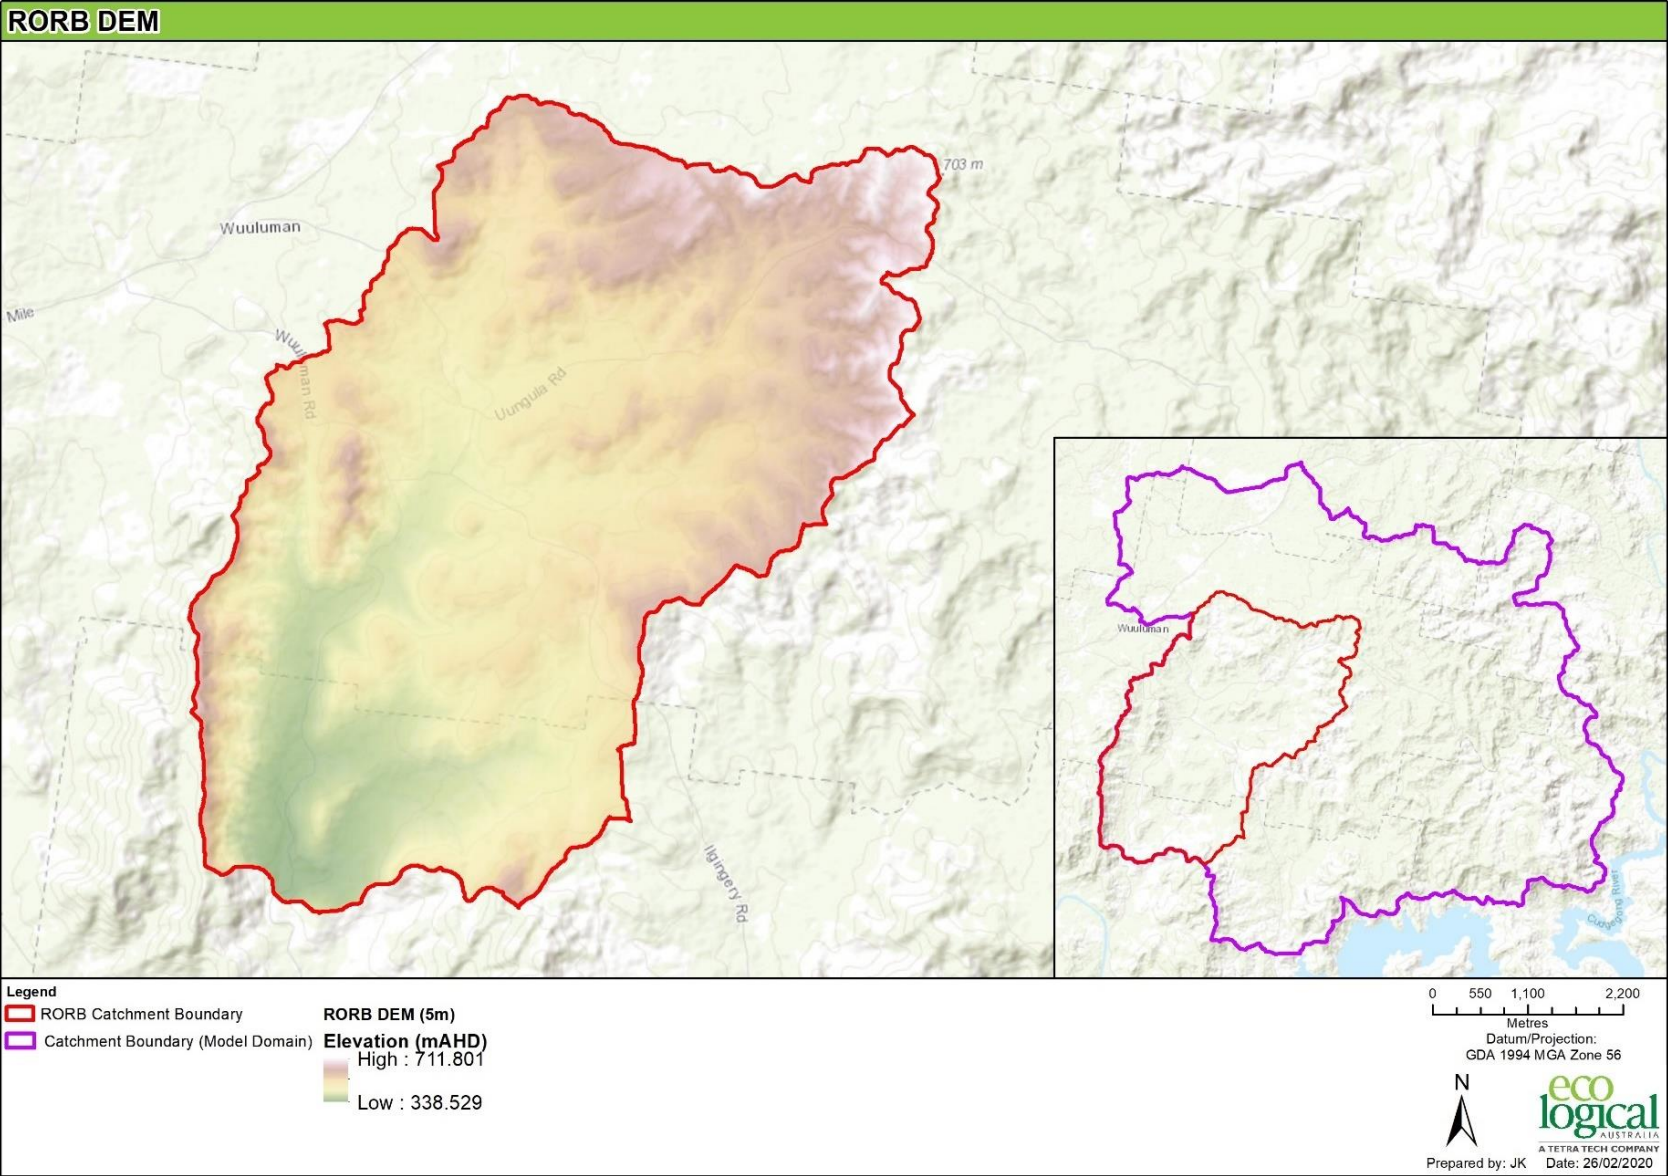 RORB DEM
703 m
Wuuluman
Mile
Wuuluman Rd
Uungula Rd
Ilgingery Rd
Wuuluman
Cudgegong River
Legend
RORB Catchment Boundary
Catchment Boundary (Model Domain)
RORB DEM (5m)
Elevation (mAHD)
High : 711.801
Low : 338.529
0 550 1,100 2,200
Metres
Datum/Projection:
GDA 1994 MGA Zone 56
N
eco
logical
AUSTRALIA
A TETRA TECH COMPANY
Prepared by: JK Date: 26/02/2020